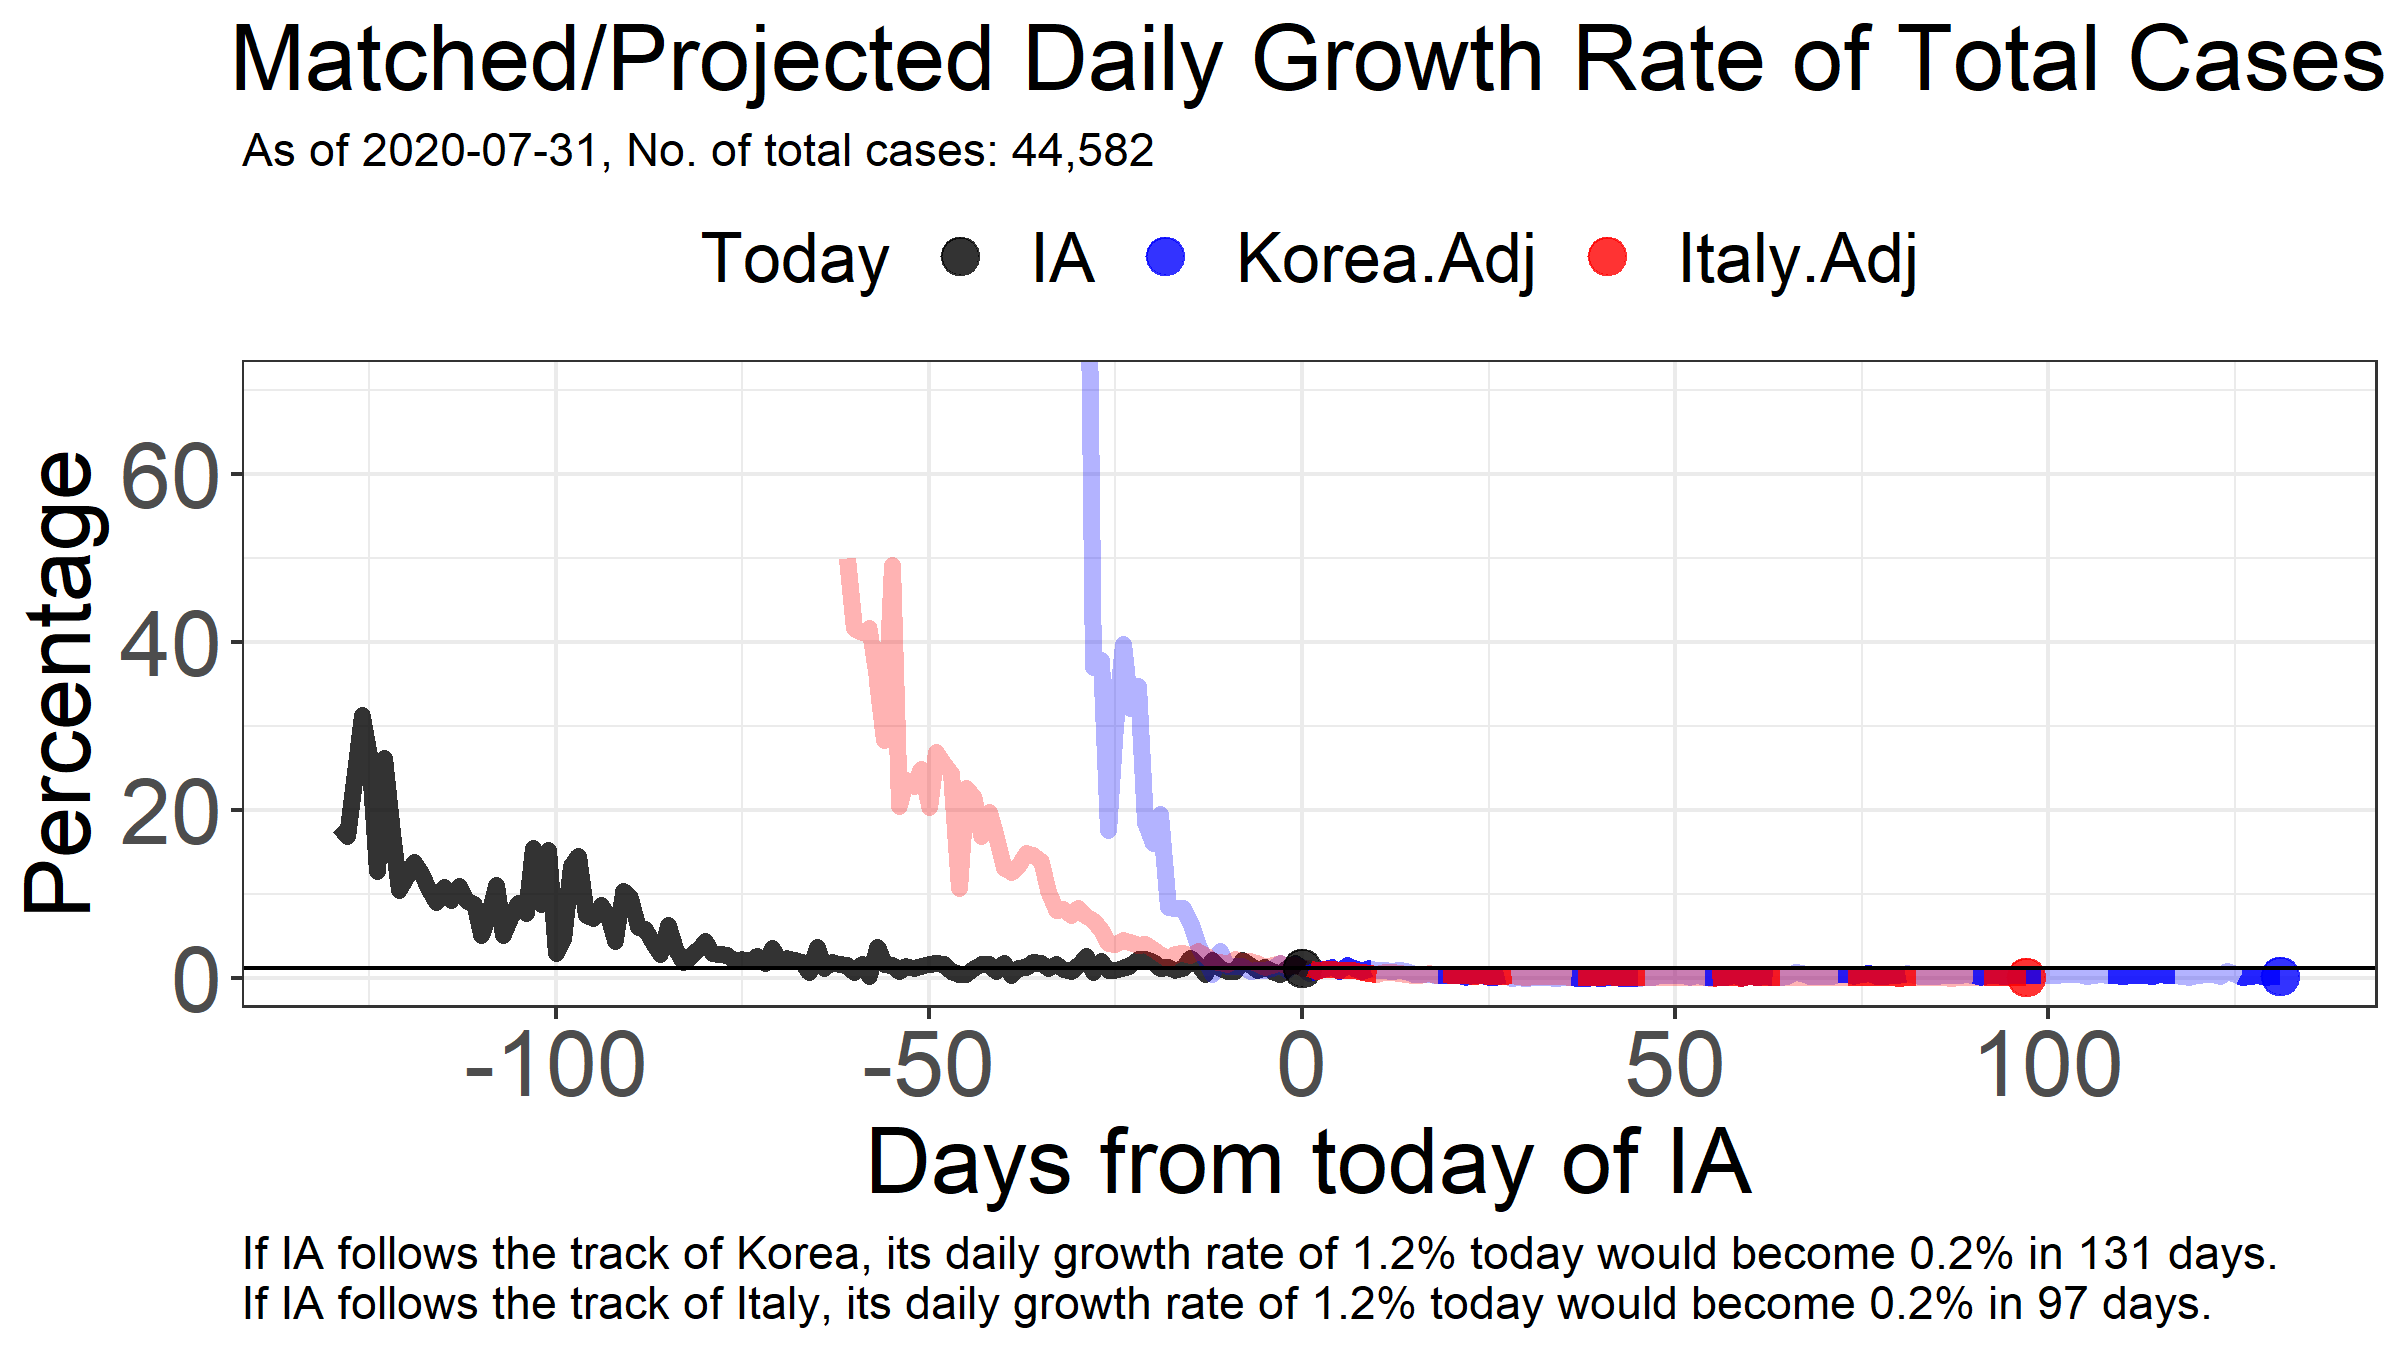 Matched/Projected Daily Growth Rate of Total Cases
As of 2020-07-31, No. of total cases: 44,582
Today IA Korea.Adj Italy.Adj
Percentage
60
40
20
0
-100 -50 0 50 100
Days from today of IA
If IA follows the track of Korea, its daily growth rate of 1.2% today would become 0.2% in 131 days.
If IA follows the track of Italy, its daily growth rate of 1.2% today would become 0.2% in 97 days.